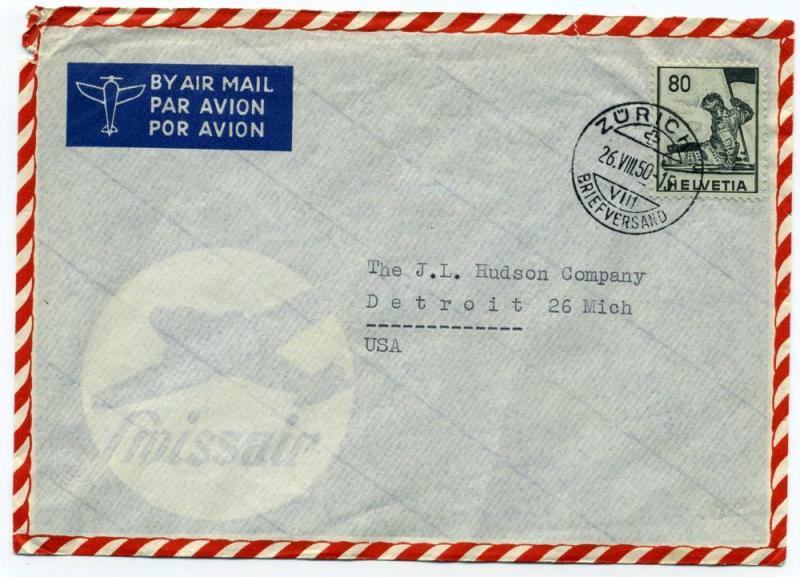 BY AIR MAIL
PAR AVION
POR AVION
80
HELVETIA
ZÜRICH
26.VIII.50-
VIII
BRIEFVERSAND
The J.L. Hudson Company
Detroit 26 Mich
USA
Swissair